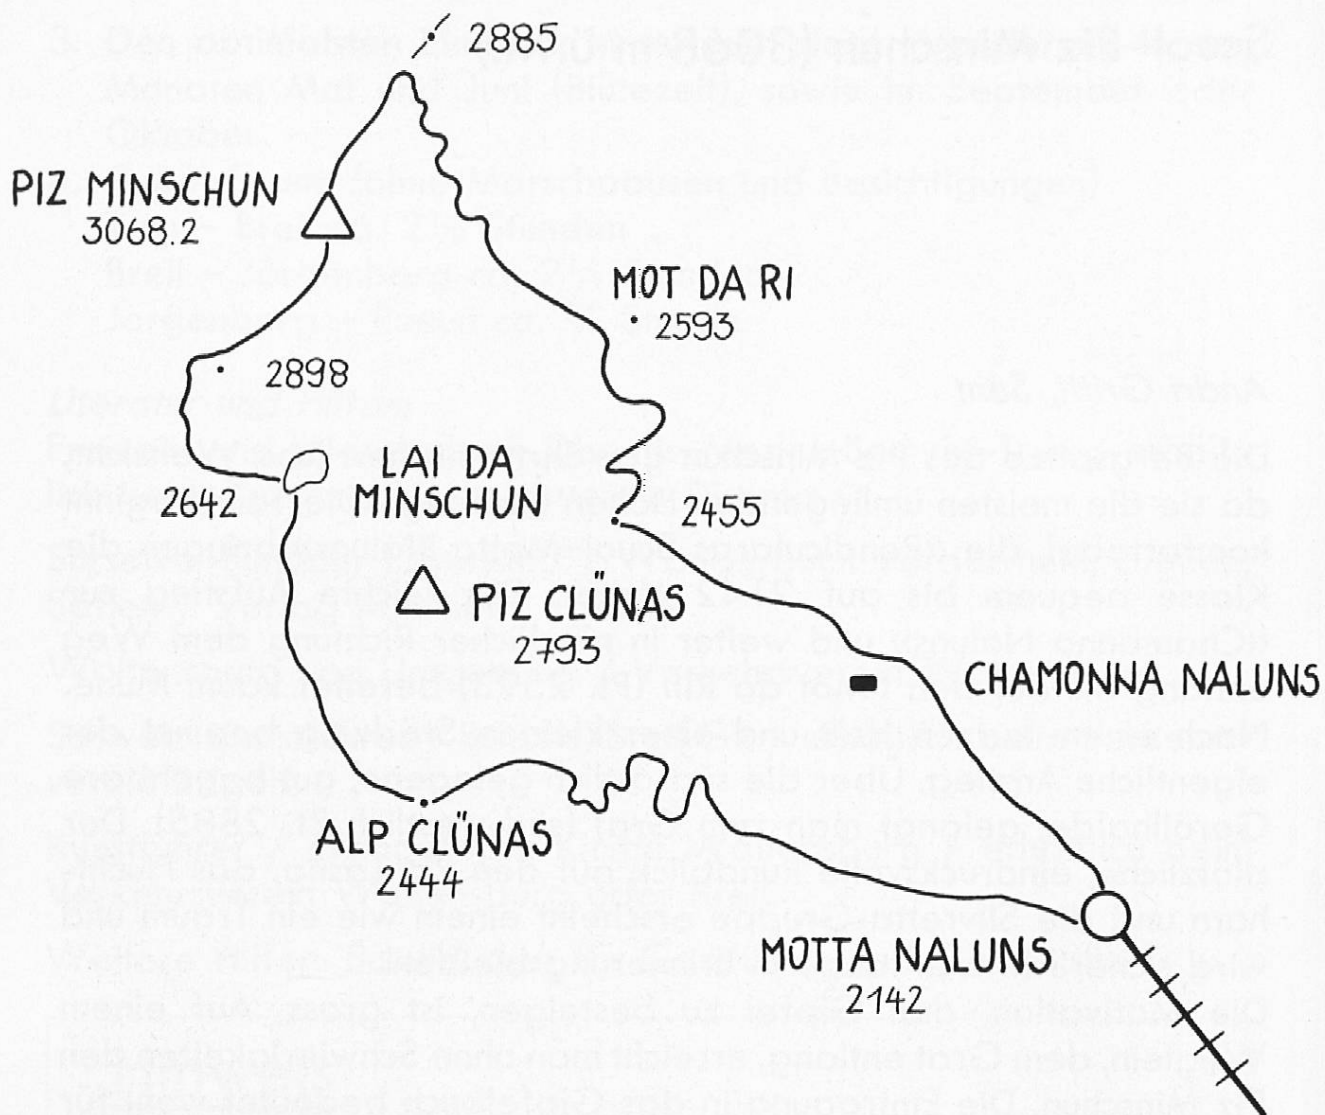 2885
PIZ MINSCHUN
3068.2
MOT DA RI
2593
2898
LAI DA
MINSCHUN
2642
2455
PIZ CLÜNAS
2793
CHAMONNA NALUNS
ALP CLÜNAS
2444
MOTTA NALUNS
2142